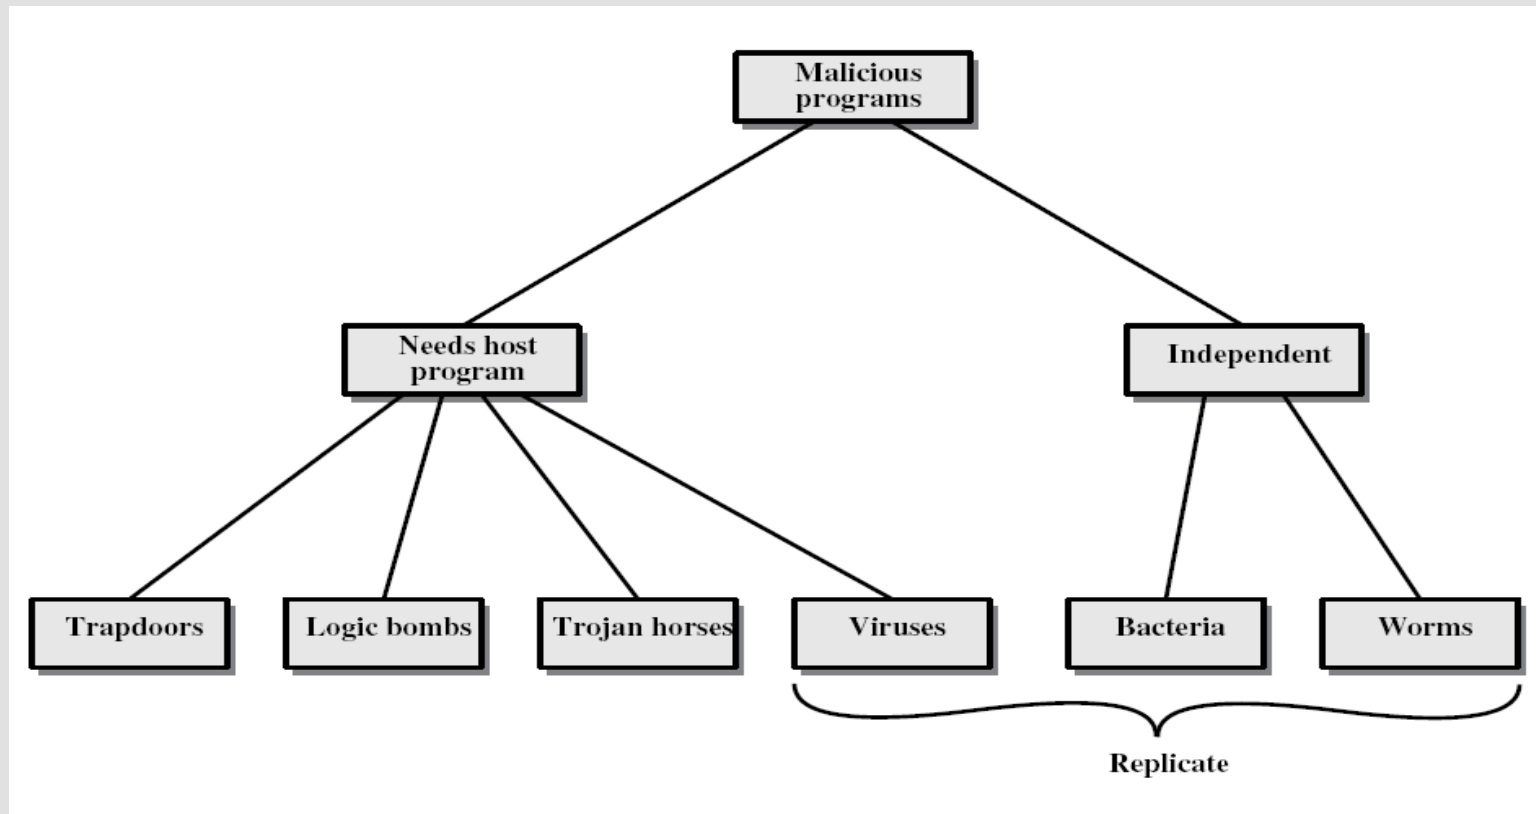 Malicious
programs
Needs host
program
Independent
Trapdoors
Logic bombs
Trojan horses
Viruses
Bacteria
Worms
Replicate